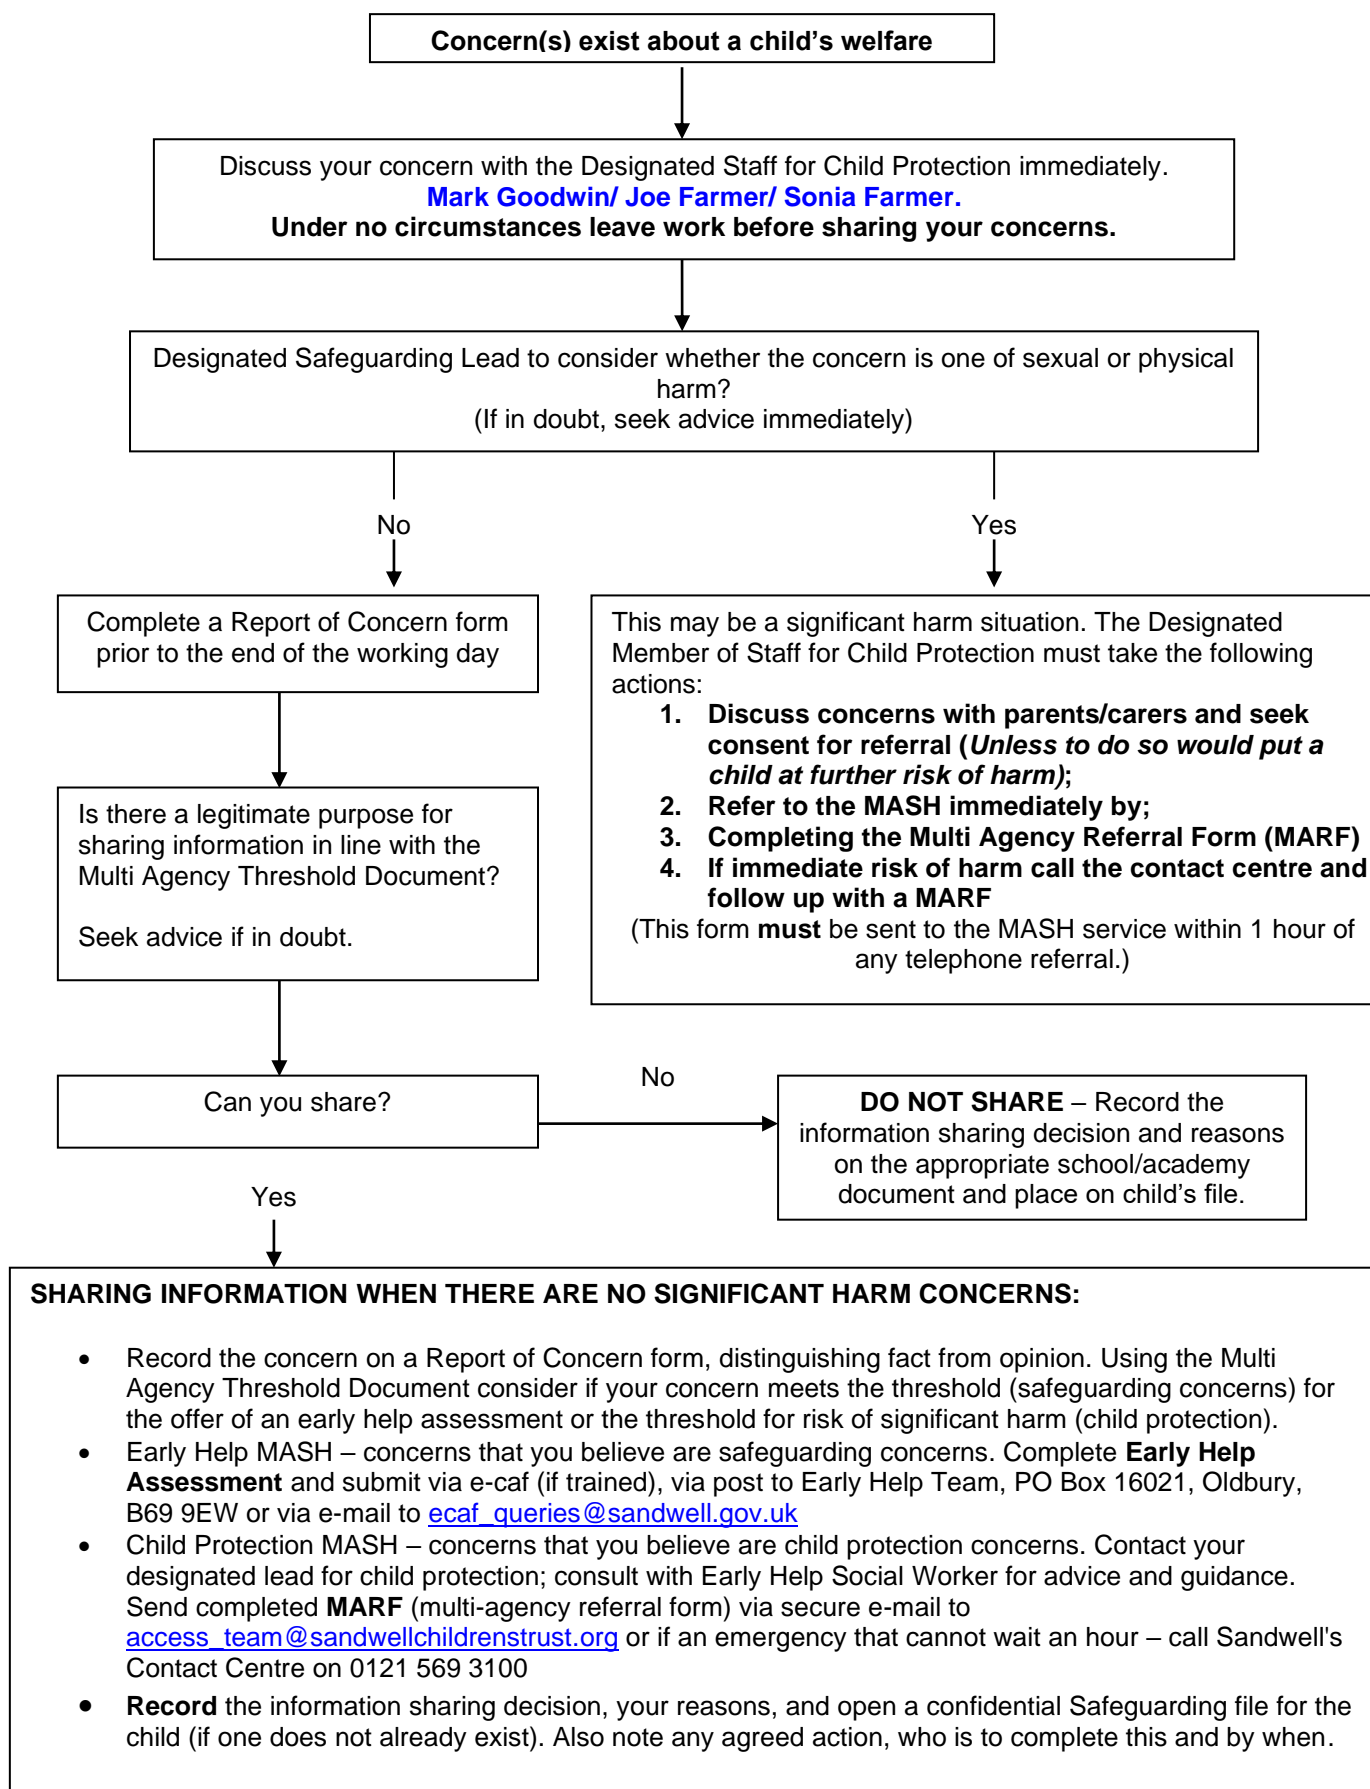 Concern(s) exist about a child's welfare
Discuss your concern with the Designated Staff for Child Protection immediately.
Mark Goodwin/ Joe Farmer/ Sonia Farmer.
Under no circumstances leave work before sharing your concerns.
Designated Safeguarding Lead to consider whether the concern is one of sexual or physical
harm?
(If in doubt, seek advice immediately)
No
Yes
Complete a Report of Concern form
prior to the end of the working day
This may be a significant harm situation. The Designated
Member of Staff for Child Protection must take the following
actions:
1. Discuss concerns with parents/carers and seek
consent for referral (Unless to do so would put a
child at further risk of harm);
2. Refer to the MASH immediately by;
3. Completing the Multi Agency Referral Form (MARF)
4. If immediate risk of harm call the contact centre and
follow up with a MARF
(This form must be sent to the MASH service within 1 hour of
any telephone referral.)
Is there a legitimate purpose for
sharing information in line with the
Multi Agency Threshold Document?
Seek advice if in doubt.
Can you share?
No
DO NOT SHARE – Record the
information sharing decision and reasons
on the appropriate school/academy
document and place on child's file.
Yes
SHARING INFORMATION WHEN THERE ARE NO SIGNIFICANT HARM CONCERNS:
• Record the concern on a Report of Concern form, distinguishing fact from opinion. Using the Multi
Agency Threshold Document consider if your concern meets the threshold (safeguarding concerns) for
the offer of an early help assessment or the threshold for risk of significant harm (child protection).
• Early Help MASH – concerns that you believe are safeguarding concerns. Complete Early Help
Assessment and submit via e-caf (if trained), via post to Early Help Team, PO Box 16021, Oldbury,
B69 9EW or via e-mail to ecaf_queries@sandwell.gov.uk
• Child Protection MASH – concerns that you believe are child protection concerns. Contact your
designated lead for child protection; consult with Early Help Social Worker for advice and guidance.
Send completed MARF (multi-agency referral form) via secure e-mail to
access_team@sandwellchildrenstrust.org or if an emergency that cannot wait an hour – call Sandwell's
Contact Centre on 0121 569 3100
• Record the information sharing decision, your reasons, and open a confidential Safeguarding file for the
child (if one does not already exist). Also note any agreed action, who is to complete this and by when.